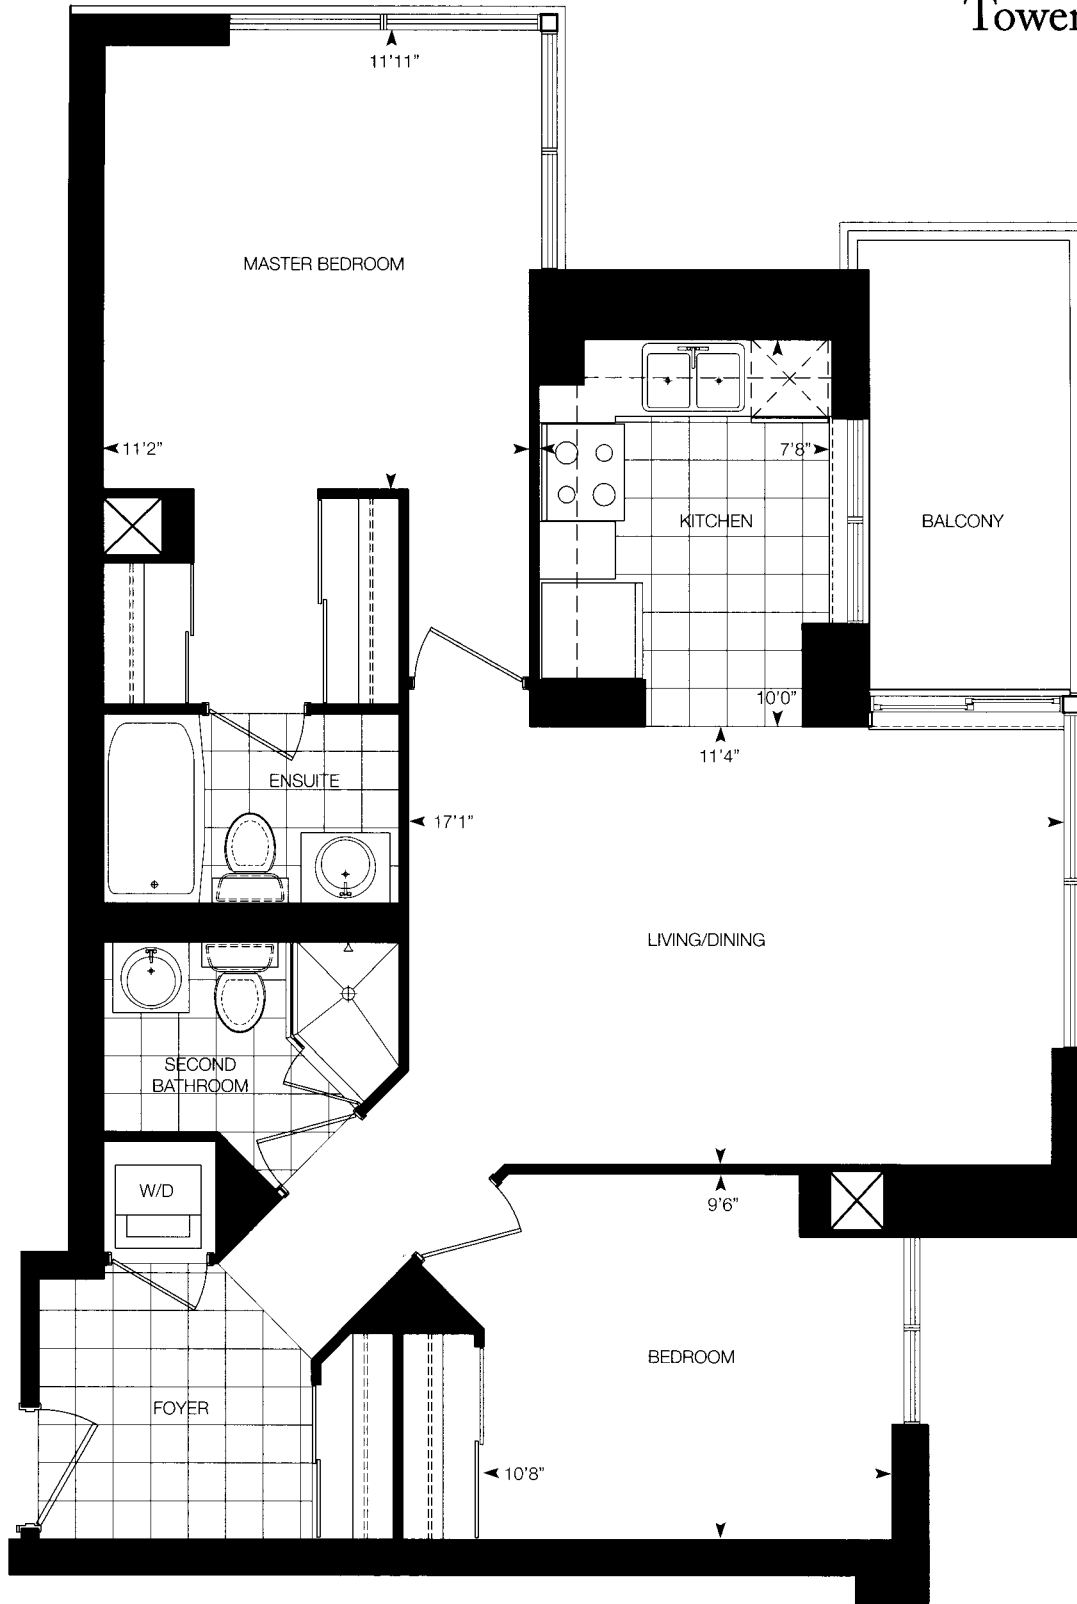 Tower
11'11"
MASTER BEDROOM
11'2"
7'8"
KITCHEN
BALCONY
10'0"
11'4"
ENSUITE
17'1"
LIVING/DINING
SECOND
BATHROOM
W/D
9'6"
BEDROOM
FOYER
10'8"